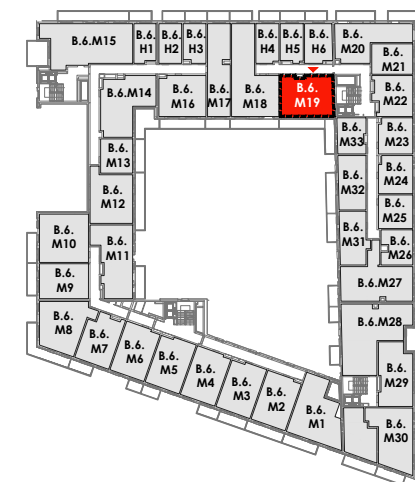 B.6.M15
B.6.
H1
B.6.
H2
B.6.
H3
B.6.
H4
B.6.
H5
B.6.
H6
B.6.
M20
B.6.
M21
B.6.M14
B.6.
M16
B.6.
M17
B.6.
M18
B.6.
M19
B.6.
M22
B.6.
M33
B.6.
M23
B.6.
M13
B.6.
M32
B.6.
M24
B.6.
M12
B.6.
M25
B.6.
M10
B.6.
M11
B.6.
M31
B.6.
M26
B.6.
M9
B.6.M27
B.6.
M8
B.6.
M7
B.6.
M6
B.6.
M5
B.6.
M4
B.6.
M3
B.6.
M2
B.6.
M1
B.6.M28
B.6.
M29
B.6.
M30